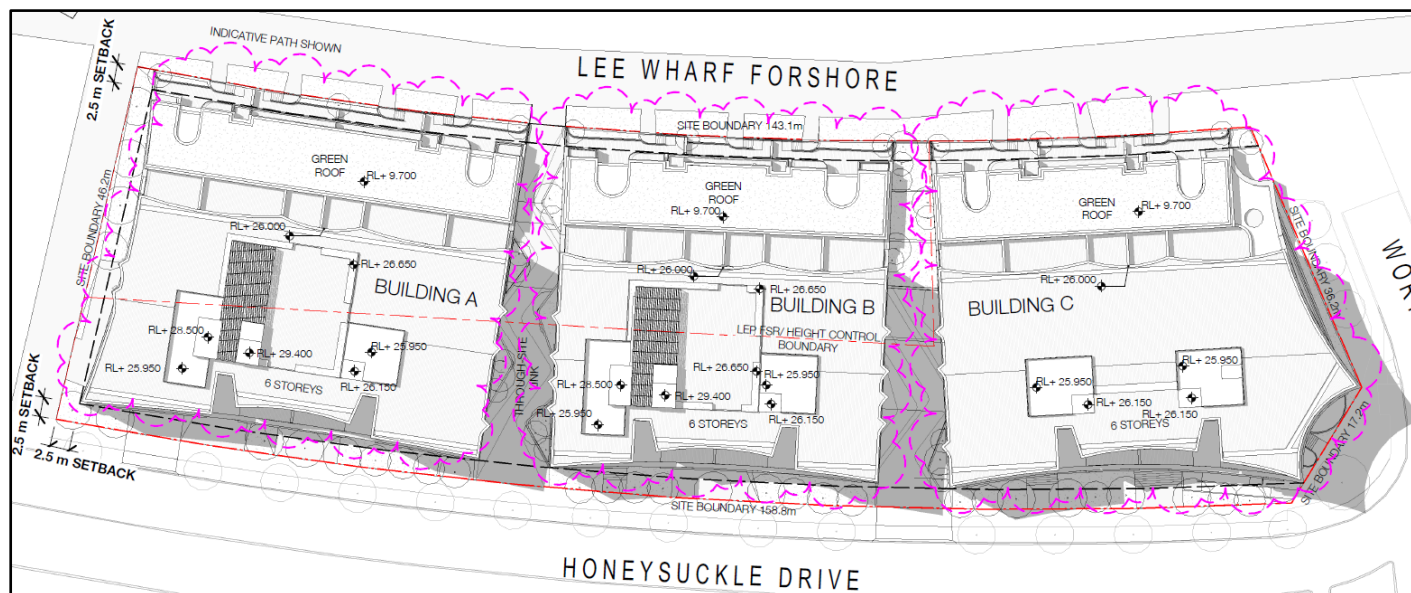 INDICATIVE PATH SHOWN
LEE WHARF FORSHORE
2.5 m SETBACK
SITE BOUNDARY 143.1m
SITE BOUNDARY 46.2m
GREEN
ROOF
RL+ 9.700
GREEN
ROOF
RL+ 9.700
GREEN
ROOF
RL+ 9.700
SITE BOUNDARY 36.2m
RL+ 26.000
RL+ 26.650
BUILDING A
RL+ 28.500
RL+ 29.400
RL+ 25.950
RL+ 25.950
RL+ 26.150
6 STOREYS
THROUGH-SITE
LINK
RL+ 26.000
RL+ 26.650
BUILDING B
LEP FSR/ HEIGHT CONTROL
BOUNDARY
RL+ 26.650
RL+ 28.500
RL+ 29.400
RL+ 25.950
RL+ 25.950
RL+ 26.150
6 STOREYS
RL+ 26.000
BUILDING C
RL+ 25.950
RL+ 25.950
RL+ 26.150
RL+ 26.150
6 STOREYS
SITE BOUNDARY 17.2m
2.5 m SETBACK
2.5 m SETBACK
SITE BOUNDARY 158.8m
HONEYSUCKLE DRIVE